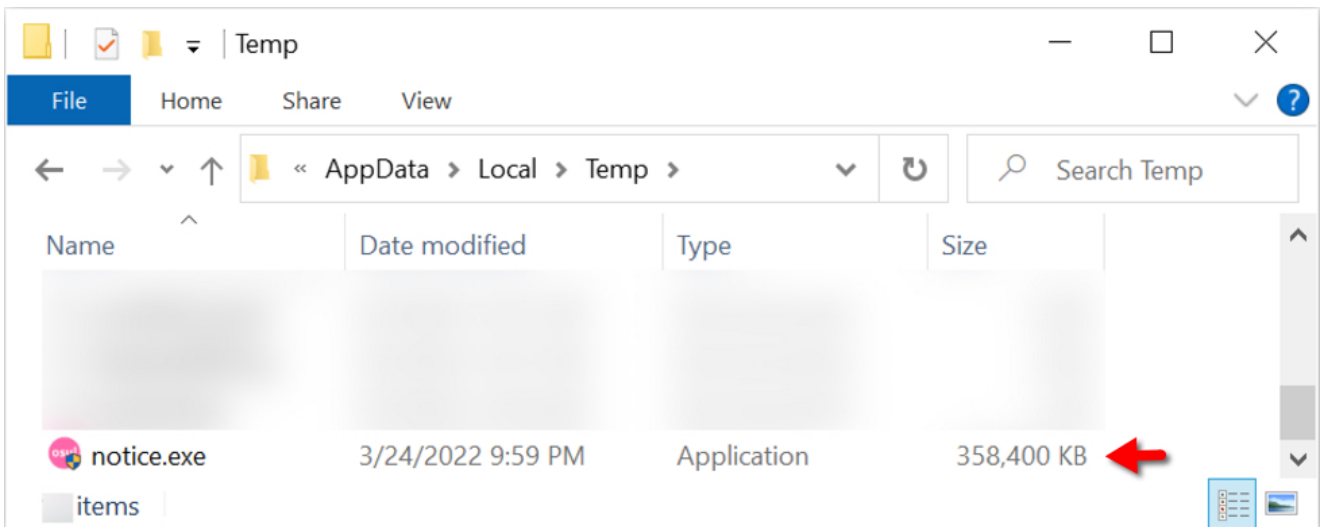 Temp
File Home Share View
« AppData > Local > Temp > Search Temp
Name Date modified Type Size
notice.exe 3/24/2022 9:59 PM Application 358,400 KB
items